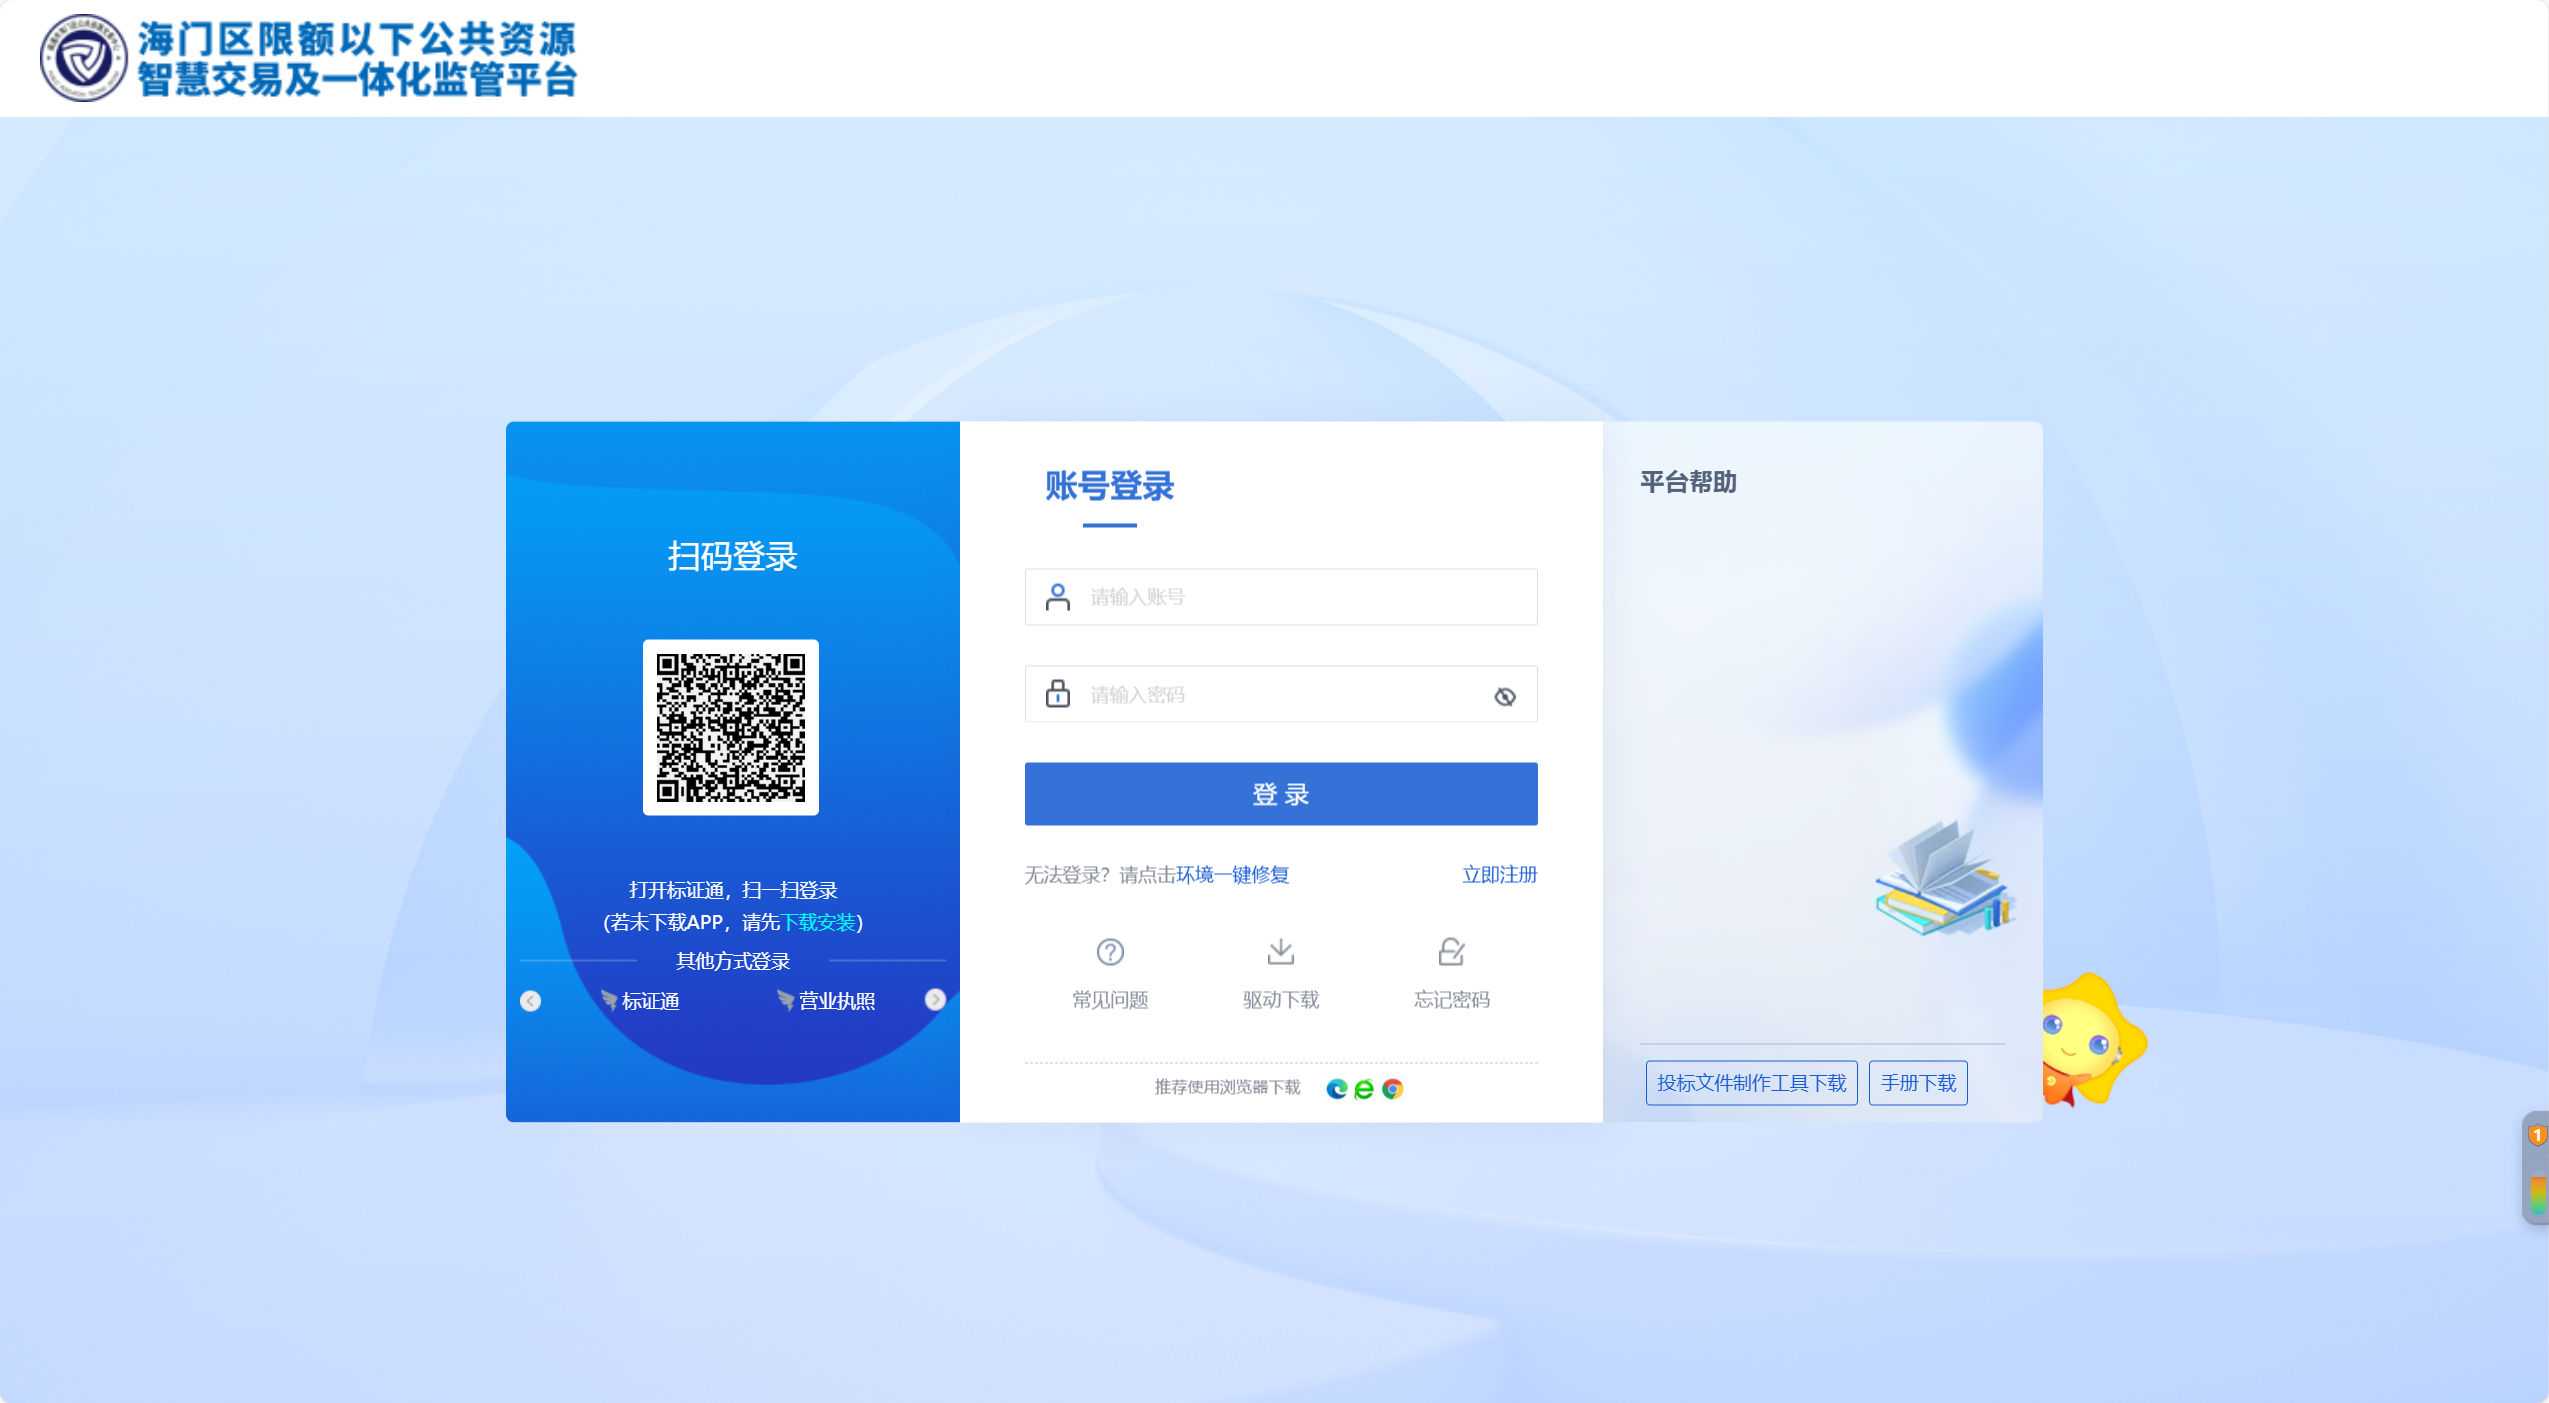 海门区限额以下公共资源
智慧交易及一体化监管平台
扫码登录
打开标证通，扫一扫登录
(若未下载APP，请先下载安装)
其他方式登录
标证通
营业执照
账号登录
请输入账号
请输入密码
登 录
无法登录？请点击环境一键修复
立即注册
常见问题
驱动下载
忘记密码
推荐使用浏览器下载
平台帮助
投标文件制作工具下载
手册下载
1